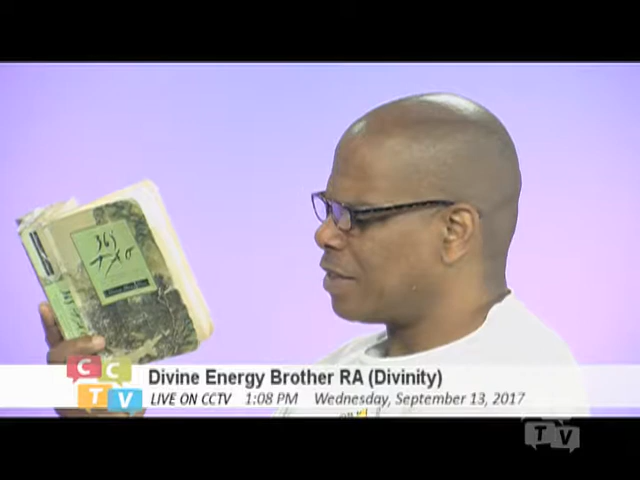 365
TAO
CCTV
Divine Energy Brother RA (Divinity)
LIVE ON CCTV 1:08 PM Wednesday, September 13, 2017
TV